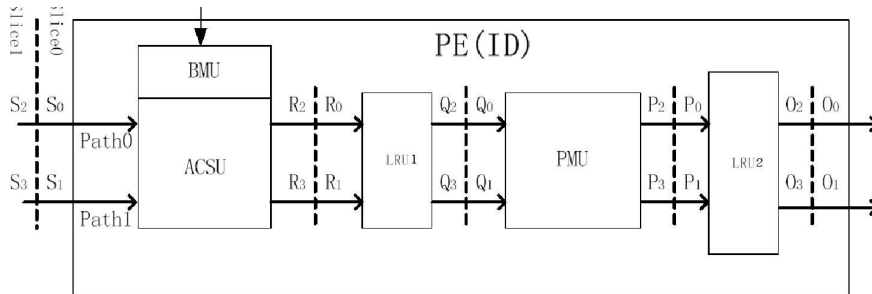 Slice1
Slice0
PE(ID)
BMU
S2 S0
Path0
ACSU
R2 R0
LRU1
Q2 Q0
PMU
P2 P0
LRU2
O2 O0
S3 S1
Path1
R3 R1
Q3 Q1
P3 P1
O3 O1